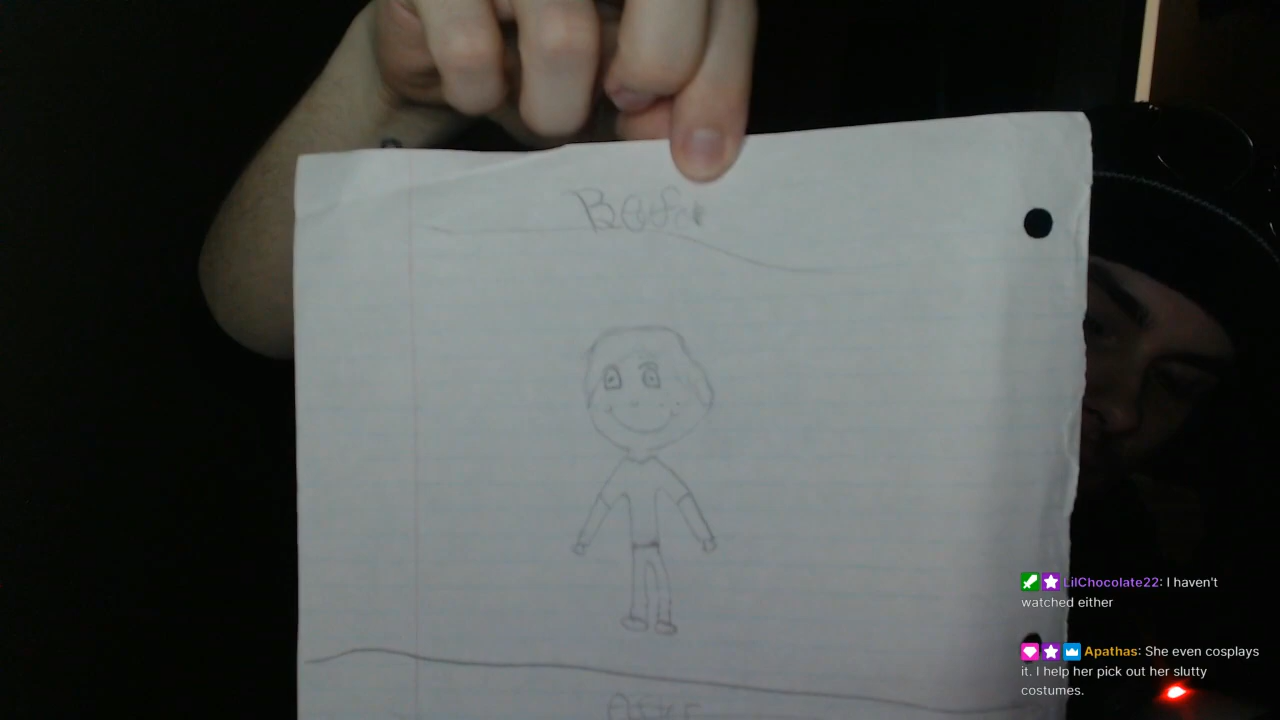 LilChocolate22: I haven't
watched either
Apathas: She even cosplays
it. I help her pick out her slutty
costumes.